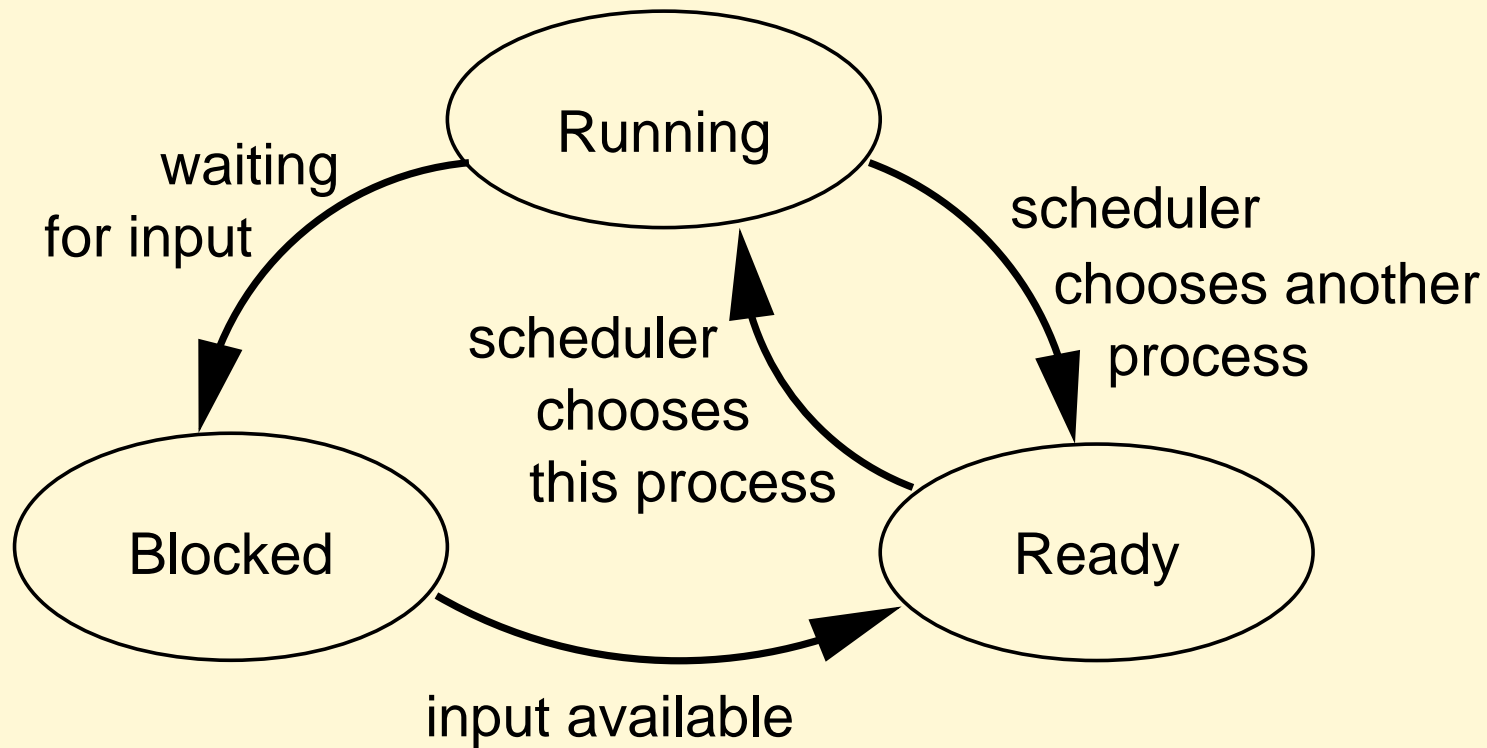 Running
waiting
for input
scheduler
chooses another
process
scheduler
chooses
this process
Blocked
Ready
input available